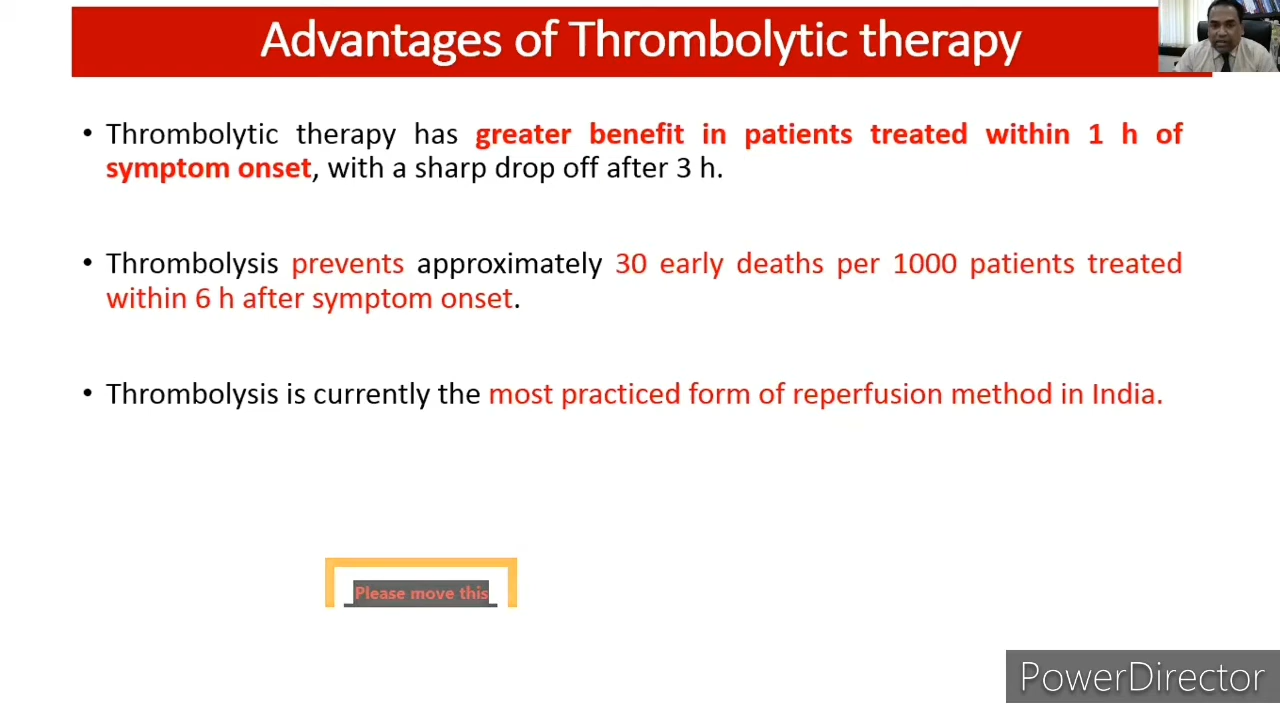 Advantages of Thrombolytic therapy
• Thrombolytic therapy has greater benefit in patients treated within 1 h of
symptom onset, with a sharp drop off after 3 h.
• Thrombolysis prevents approximately 30 early deaths per 1000 patients treated
within 6 h after symptom onset.
• Thrombolysis is currently the most practiced form of reperfusion method in India.
Please move this
PowerDirector